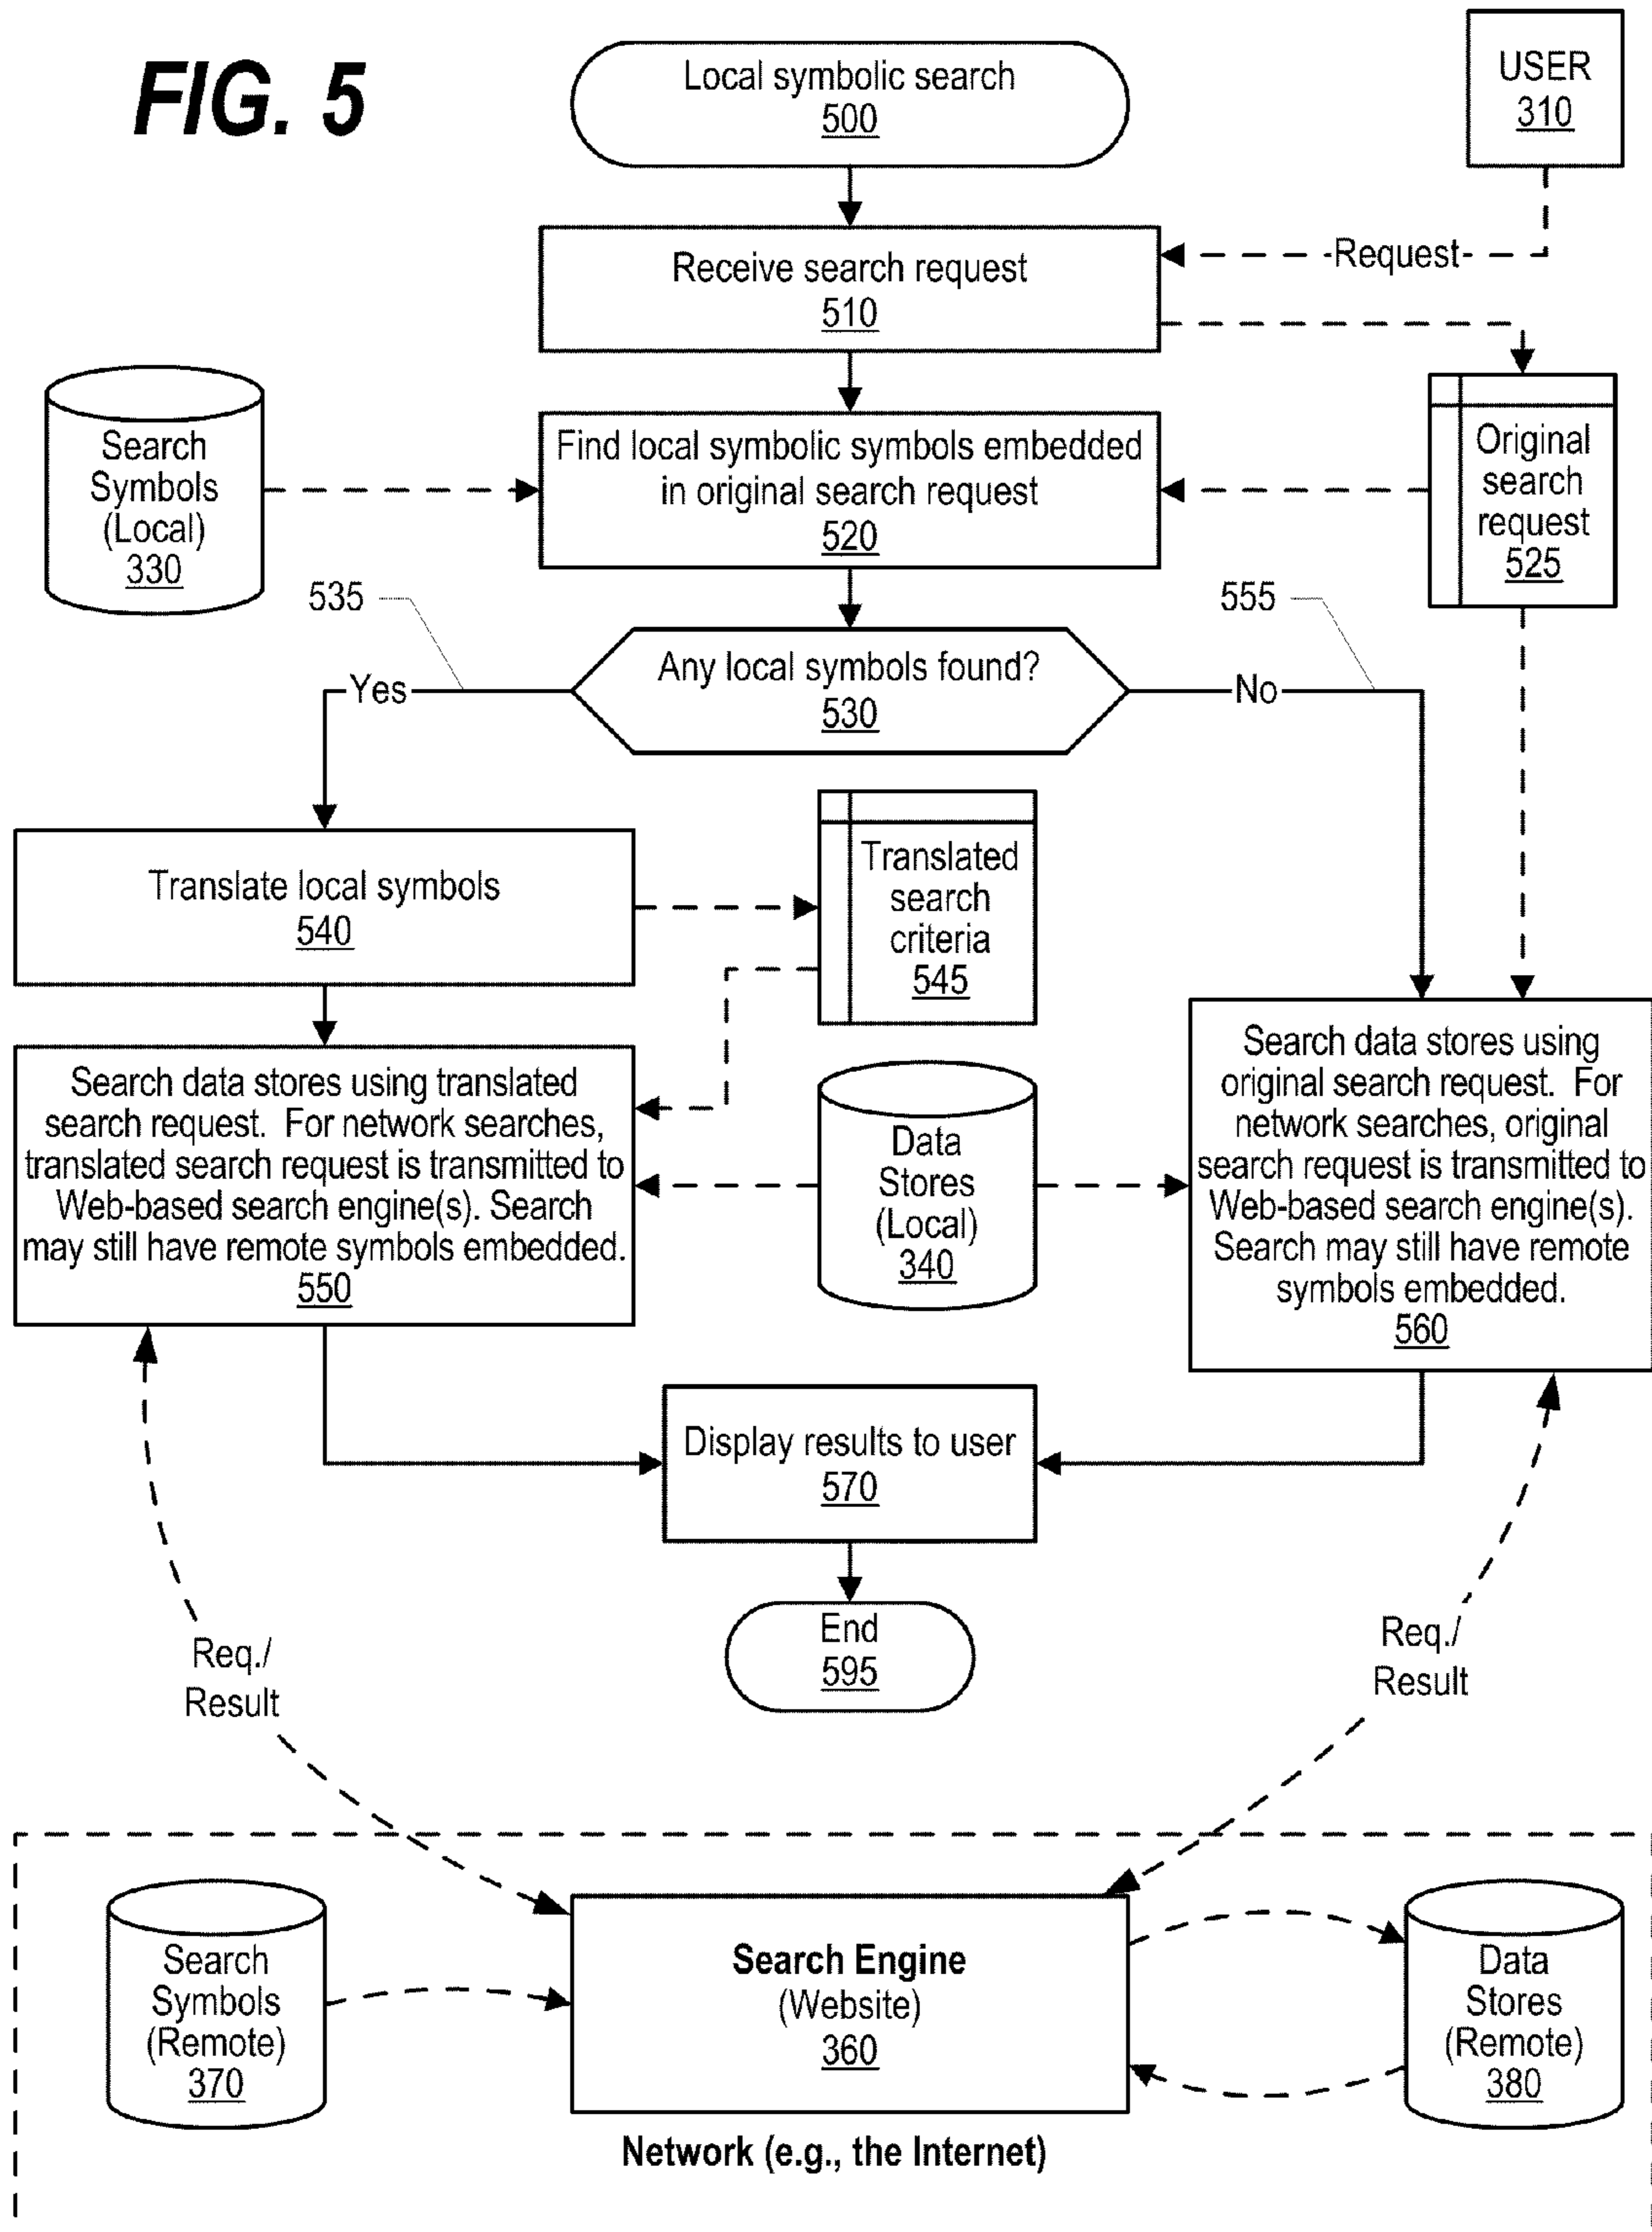 FIG. 5
Local symbolic search
500
USER
310
Request
Receive search request
510
Search
Symbols
(Local)
330
Find local symbolic symbols embedded
in original search request
520
Original
search
request
525
535
555
Any local symbols found?
530
Yes
No
Translate local symbols
540
Translated
search
criteria
545
Search data stores using translated
search request. For network searches,
translated search request is transmitted to
Web-based search engine(s). Search
may still have remote symbols embedded.
550
Data
Stores
(Local)
340
Search data stores using
original search request. For
network searches, original
search request is transmitted to
Web-based search engine(s).
Search may still have remote
symbols embedded.
560
Display results to user
570
End
595
Req./
Result
Req./
Result
Search
Symbols
(Remote)
370
Search Engine
(Website)
360
Data
Stores
(Remote)
380
Network (e.g., the Internet)